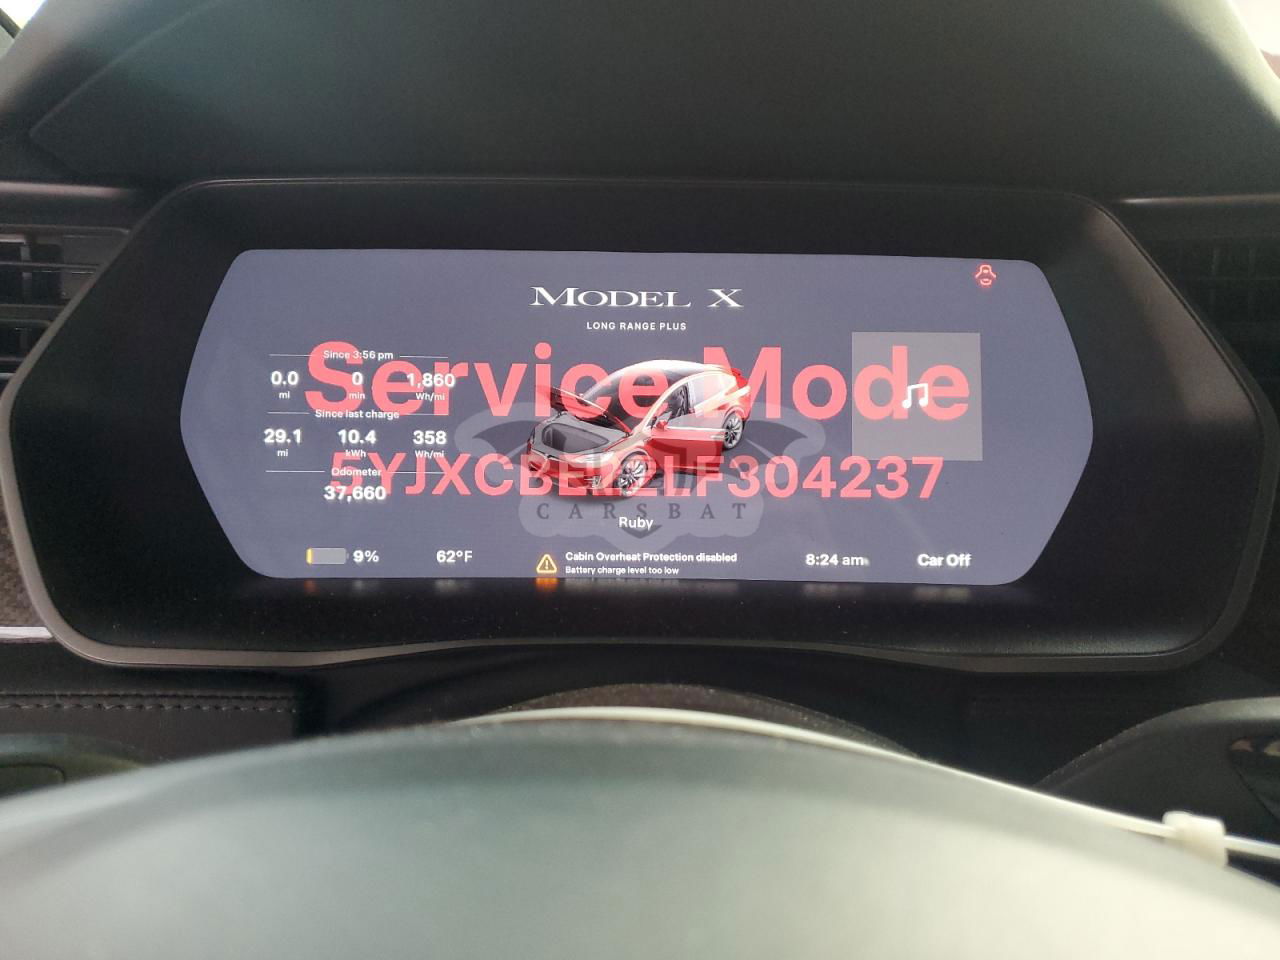 MODEL X
LONG RANGE PLUS
Service Mode
Since 3:56 pm
0.0 0 1,860
mi min Wh/mi
Since last charge
29.1 10.4 358
mi kWh Wh/mi
Odometer
37,660
CARSBAT
Ruby
9% 62°F
Cabin Overheat Protection disabled
Battery charge level too low
8:24 am
Car Off